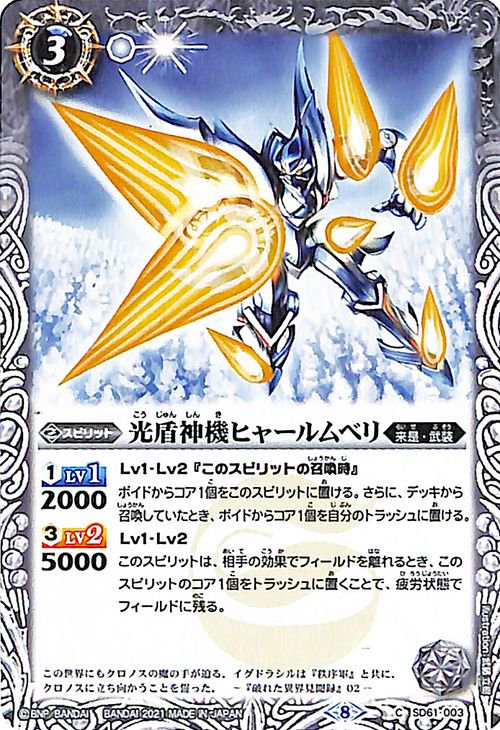 3
スピリット
光盾神機ヒャールムベリ
こう じゅん しん き
界是・武装
1 LV1
2000
3 LV2
5000
Lv1・Lv2『このスピリットの召喚時』
ボイドからコア1個をこのスピリットに置ける。さらに、デッキから
召喚していたとき、ボイドからコア1個を自分のトラッシュに置ける。
Lv1・Lv2
このスピリットは、相手の効果でフィールドを離れるとき、この
スピリットのコア1個をトラッシュに置くことで、疲労状態で
フィールドに残る。
この世界にもクロノスの魔の手が迫る。イグドラシルは『秩序軍』と共に、
クロノスに立ち向かうことを誓った。 ～『破れた異界見聞録』02～
©BNP/BANDAI BANDAI 2021 MADE IN JAPAN
8
C SD61-003